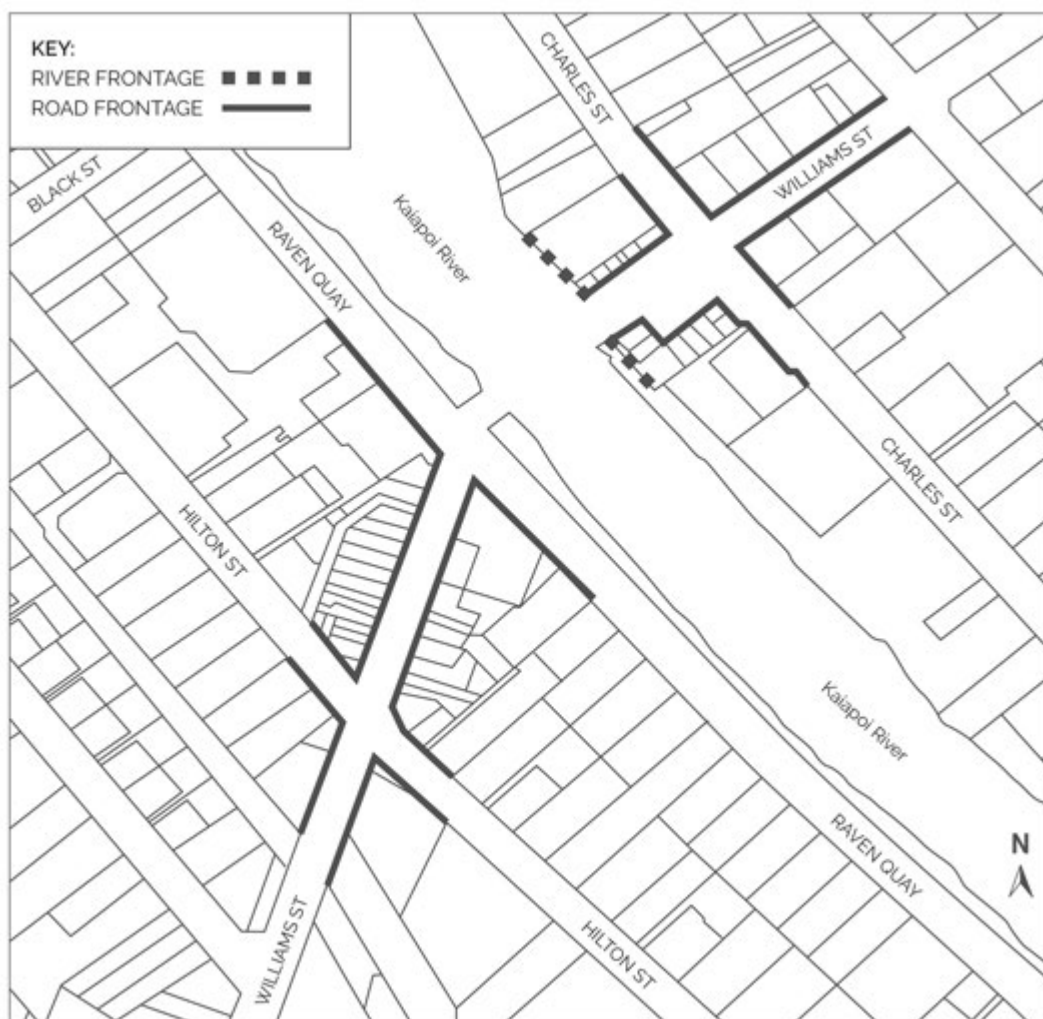 KEY:
RIVER FRONTAGE
ROAD FRONTAGE
CHARLES ST
BLACK ST
WILLIAMS ST
Kaiapoi River
RAVEN QUAY
CHARLES ST
HILTON ST
Kaiapoi River
RAVEN QUAY
N
WILLIAMS ST
HILTON ST